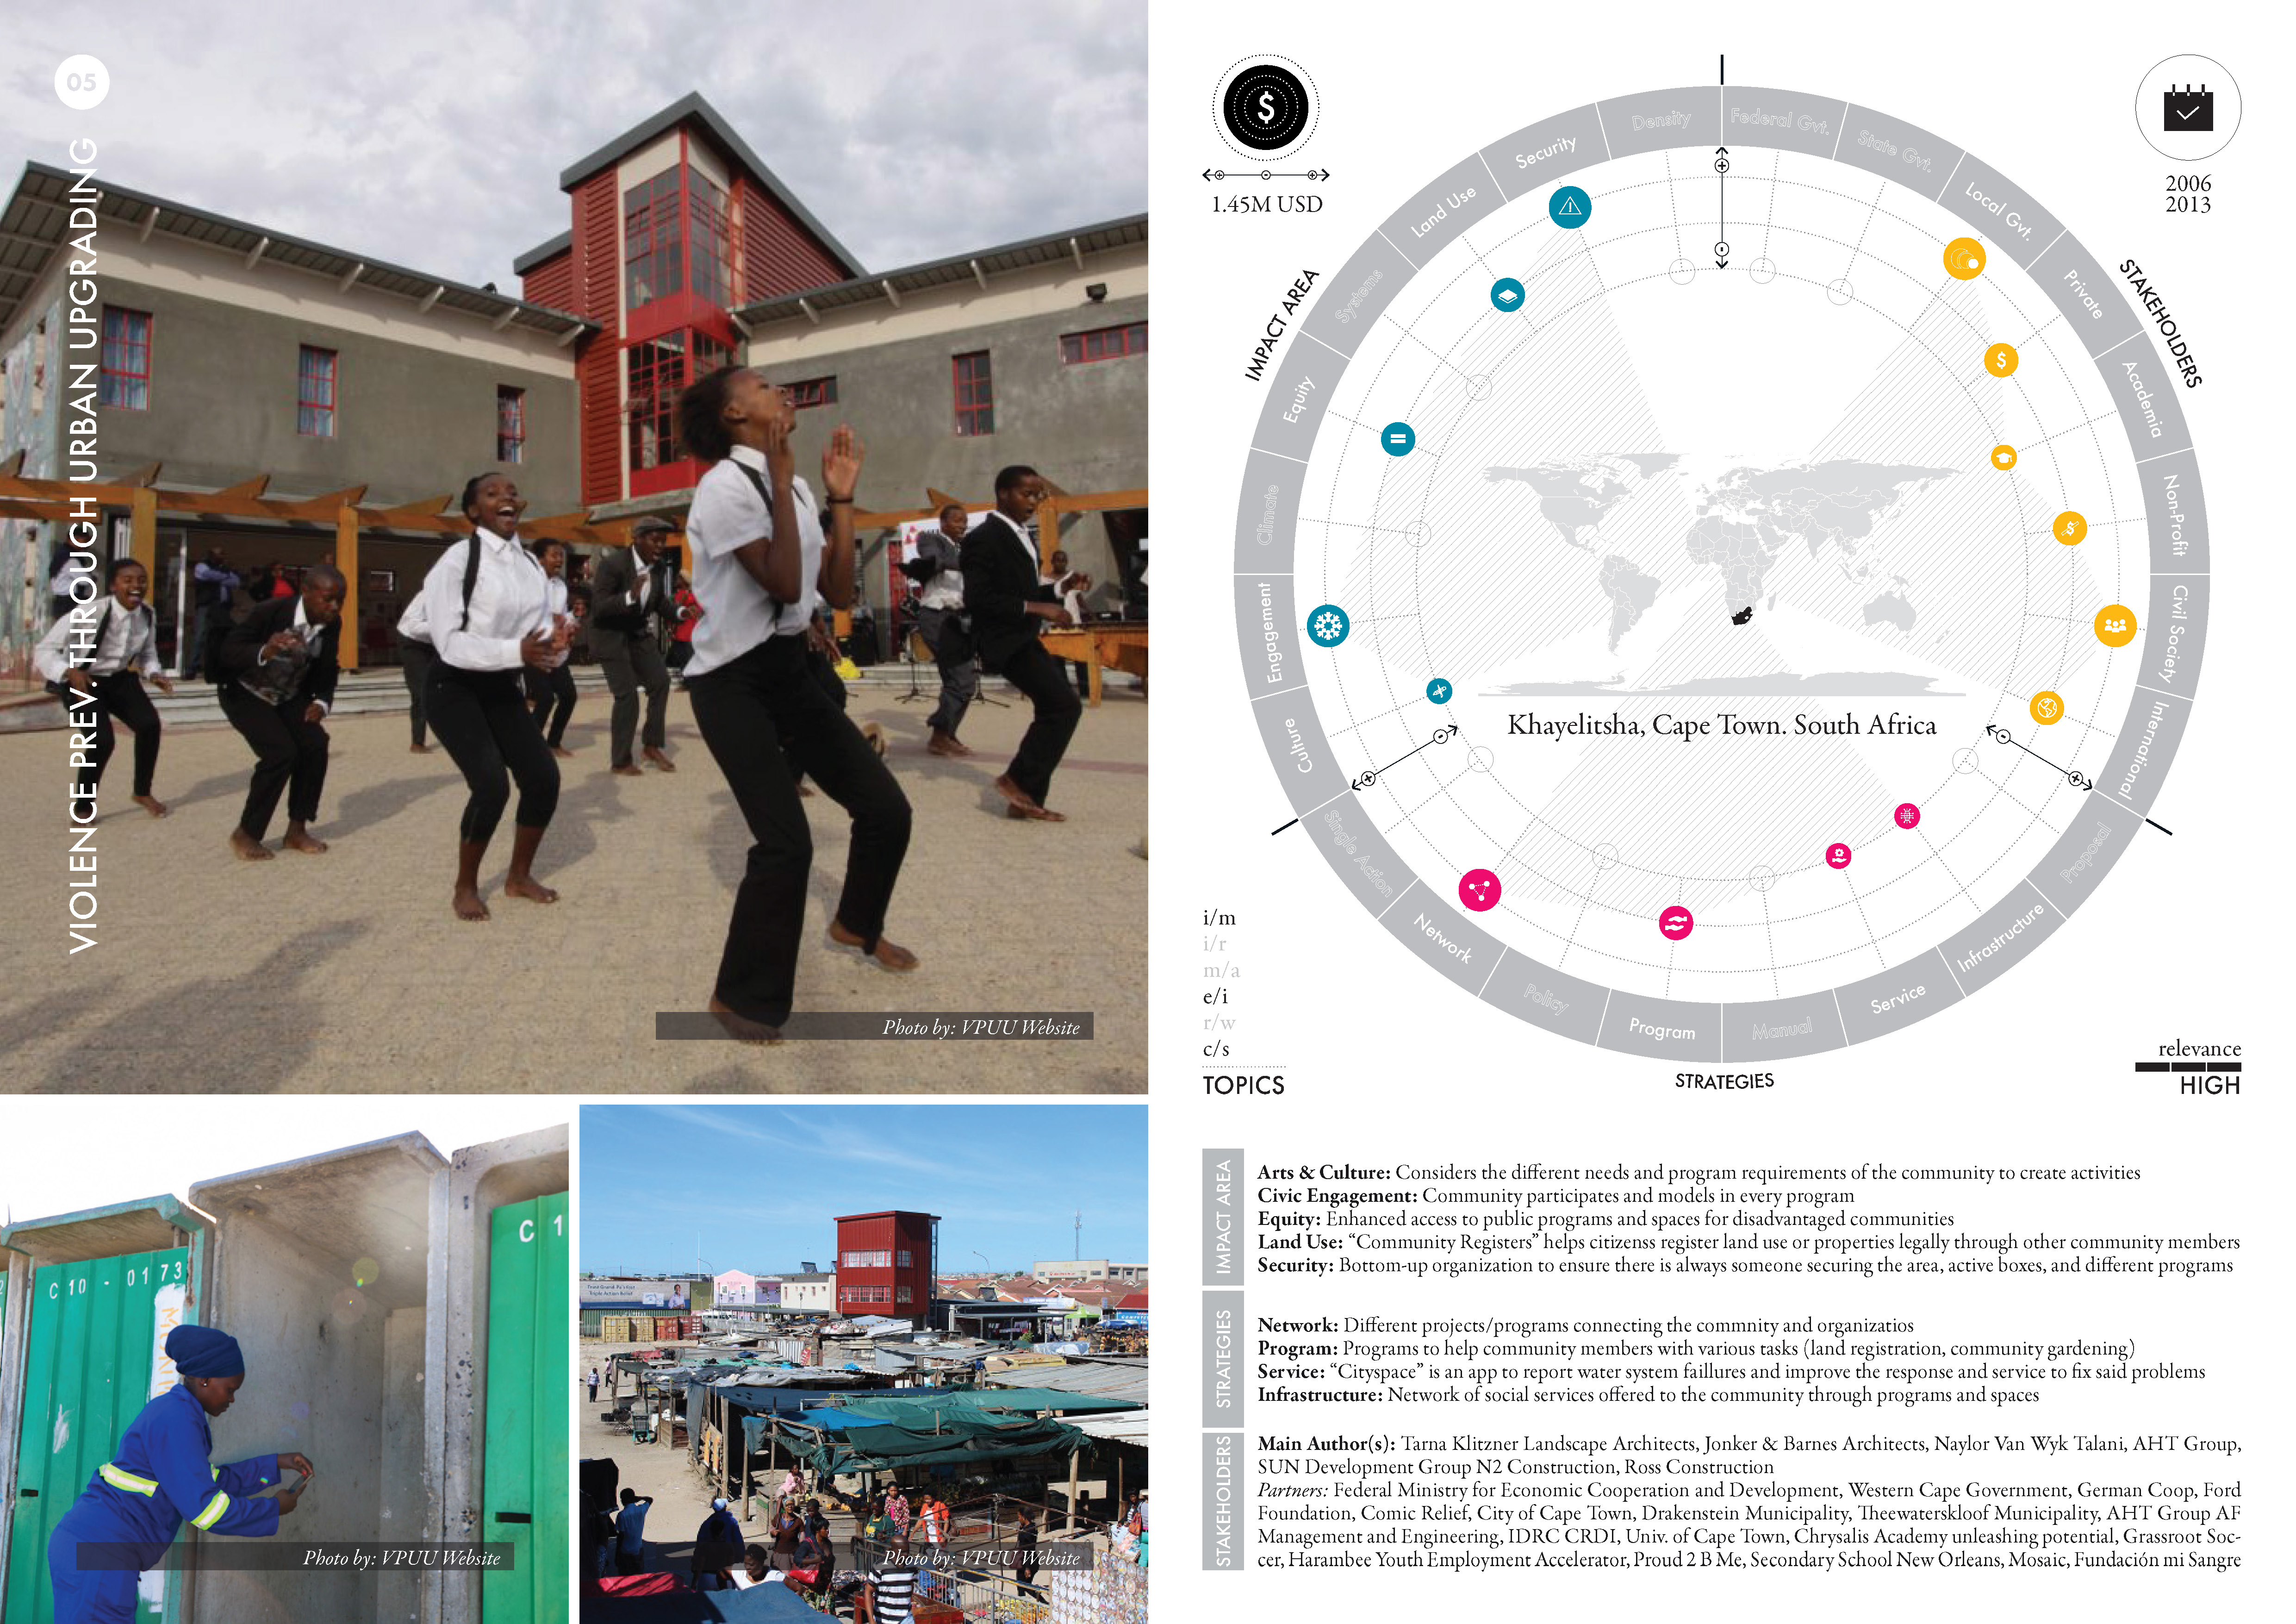 05
VIOLENCE PREV. THROUGH URBAN UPGRADING
Photo by: VPUU Website
C 10 - 0173
C 1
Photo by: VPUU Website
Photo by: VPUU Website
$
1.45M USD
2006
2013
IMPACT AREA
Culture
Engagement
Climate
Equity
Systems
Land Use
Security
Density
STAKEHOLDERS
Federal Gvt.
State Gvt.
Local Gvt.
Private
Academia
Non-Profit
Civil Society
International
Khayelitsha, Cape Town. South Africa
Single Action
Network
Policy
Program
Manual
Service
Infrastructure
Proposal
STRATEGIES
i/m
i/r
m/a
e/i
r/w
c/s
TOPICS
relevance
HIGH
IMPACT AREA
Arts & Culture: Considers the different needs and program requirements of the community to create activities
Civic Engagement: Community participates and models in every program
Equity: Enhanced access to public programs and spaces for disadvantaged communities
Land Use: “Community Registers” helps citizenss register land use or properties legally through other community members
Security: Bottom-up organization to ensure there is always someone securing the area, active boxes, and different programs
STRATEGIES
Network: Different projects/programs connecting the commnity and organizatios
Program: Programs to help community members with various tasks (land registration, community gardening)
Service: “Cityspace” is an app to report water system faillures and improve the response and service to fix said problems
Infrastructure: Network of social services offered to the community through programs and spaces
STAKEHOLDERS
Main Author(s): Tarna Klitzner Landscape Architects, Jonker & Barnes Architects, Naylor Van Wyk Talani, AHT Group,
SUN Development Group N2 Construction, Ross Construction
Partners: Federal Ministry for Economic Cooperation and Development, Western Cape Government, German Coop, Ford
Foundation, Comic Relief, City of Cape Town, Drakenstein Municipality, Theewaterskloof Municipality, AHT Group AF
Management and Engineering, IDRC CRDI, Univ. of Cape Town, Chrysalis Academy unleashing potential, Grassroot Soc-
cer, Harambee Youth Employment Accelerator, Proud 2 B Me, Secondary School New Orleans, Mosaic, Fundación mi Sangre